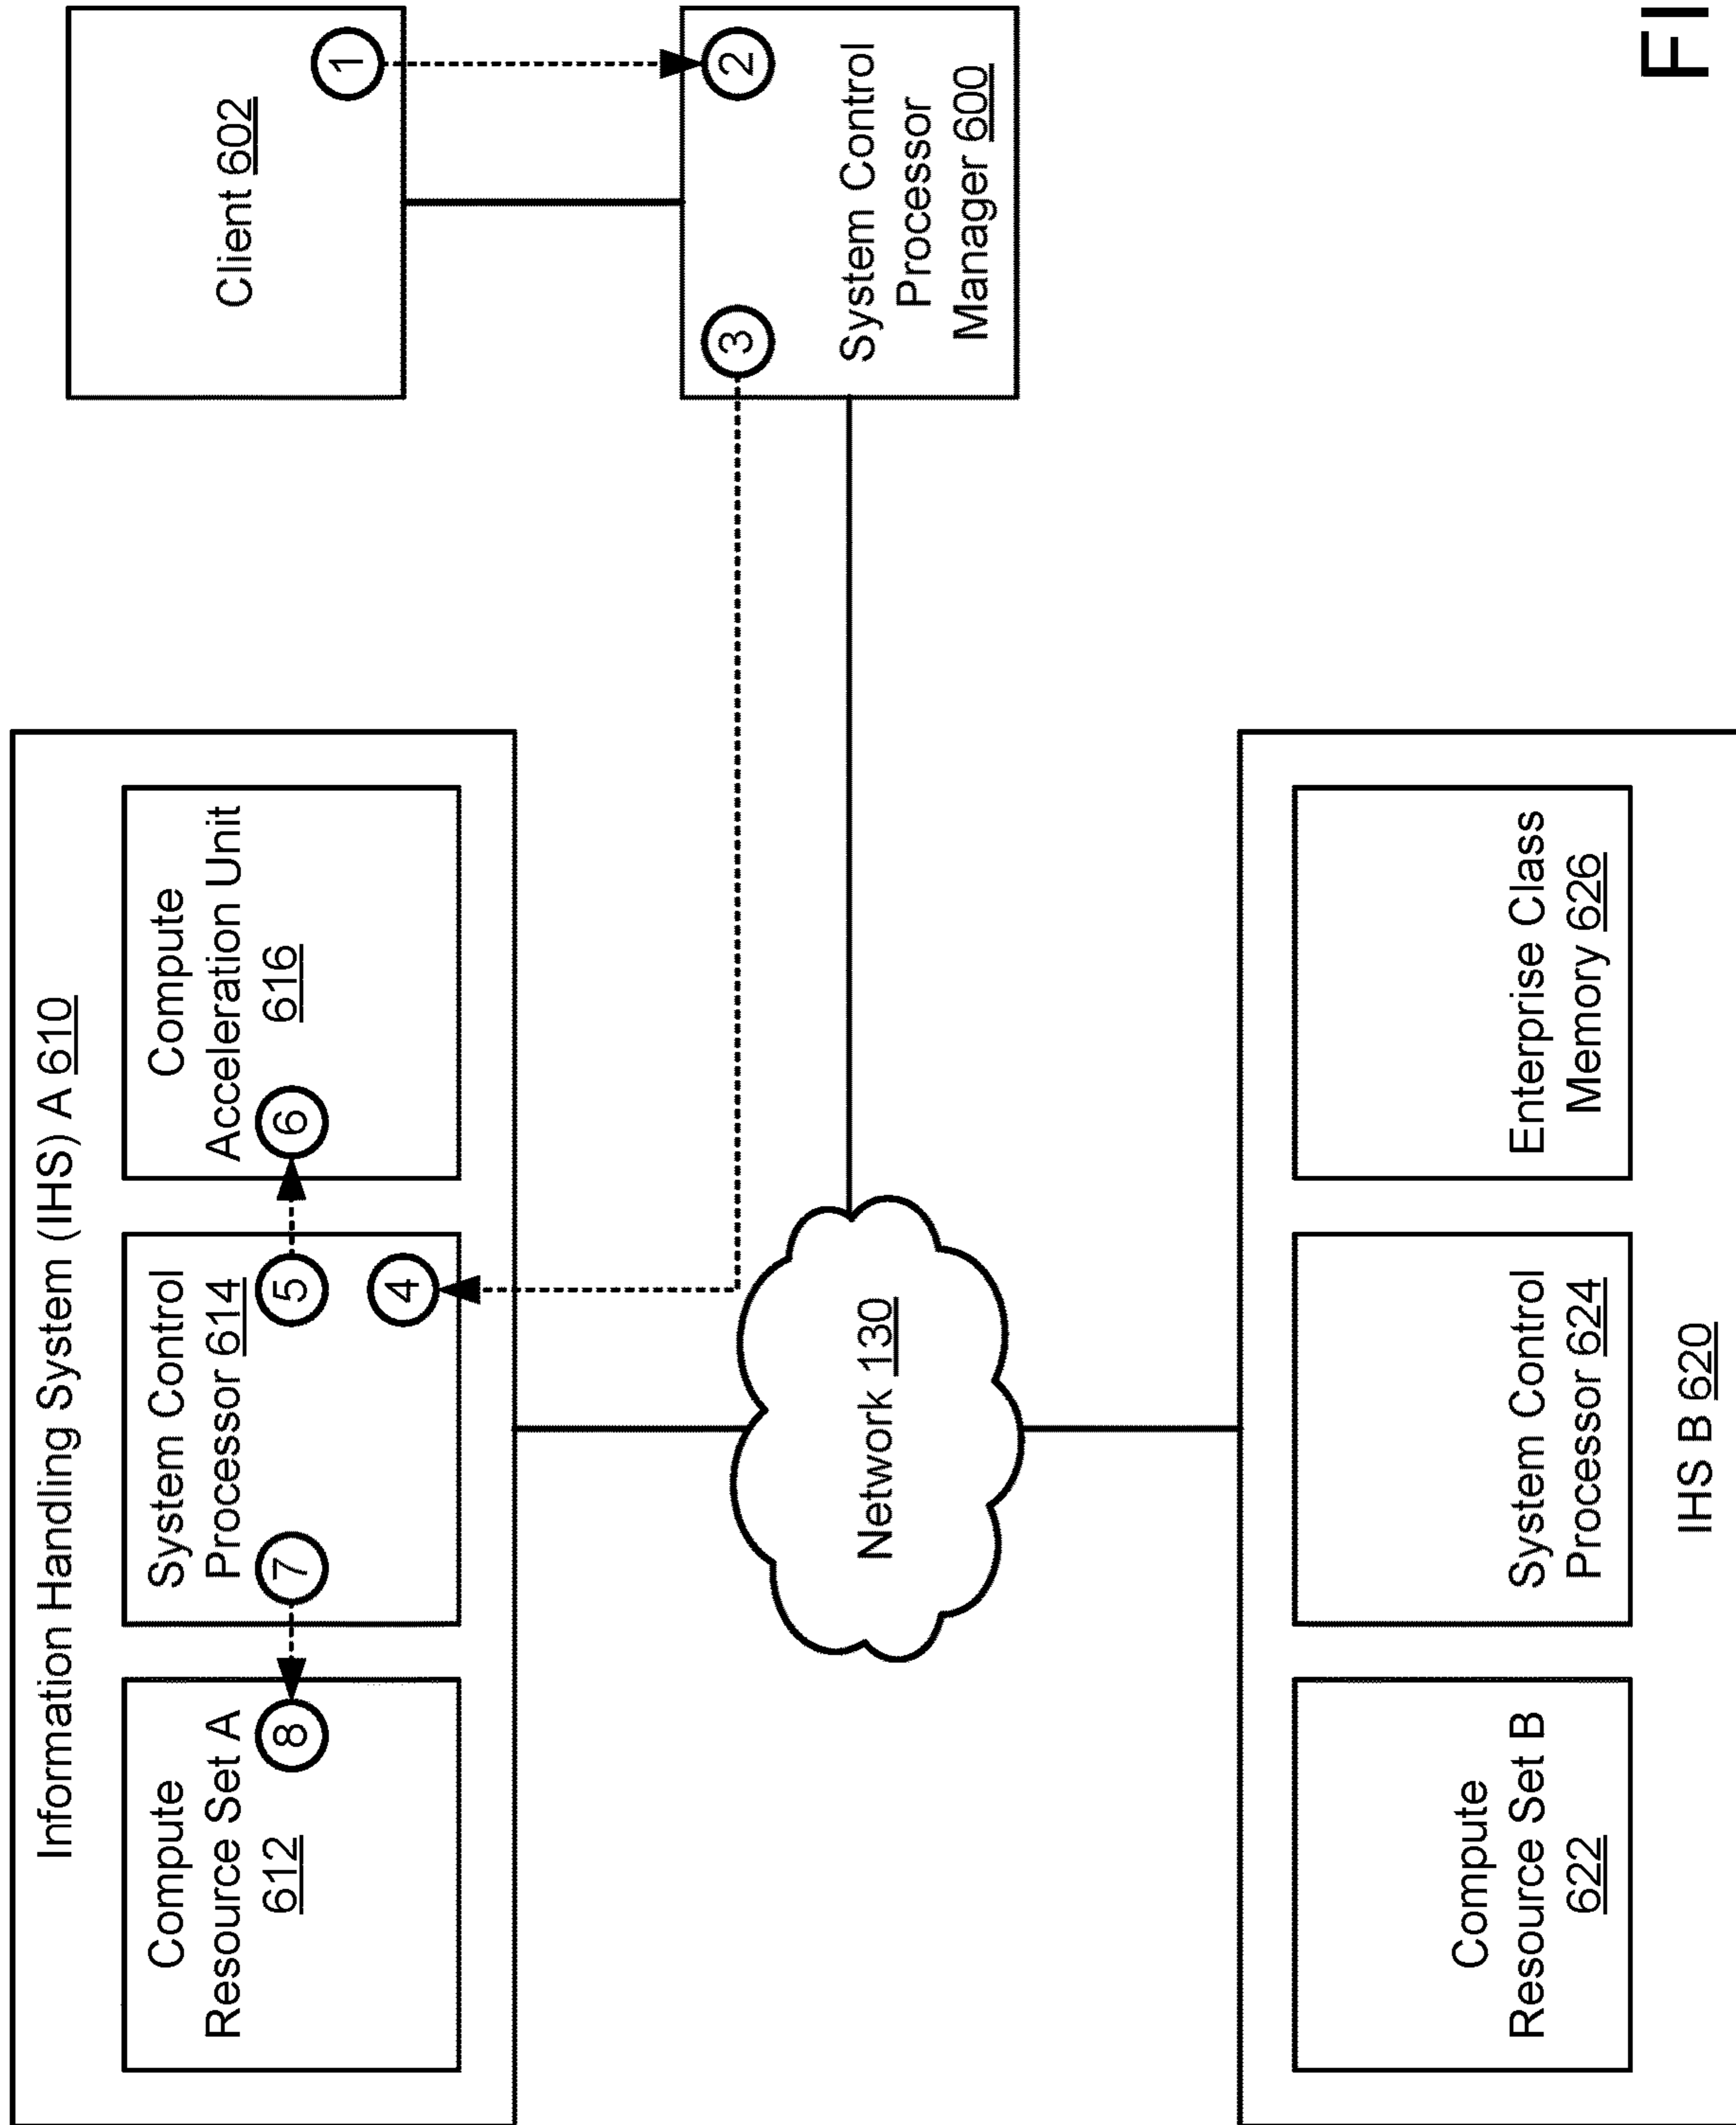 Information Handling System (IHS) A 610
Compute
Resource Set A
612
8
System Control
Processor 614
7
5
4
Compute
Acceleration Unit
616
6
Client 602
1
2
3
System Control
Processor
Manager 600
Network 130
Compute
Resource Set B
622
System Control
Processor 624
Enterprise Class
Memory 626
IHS B 620
FI